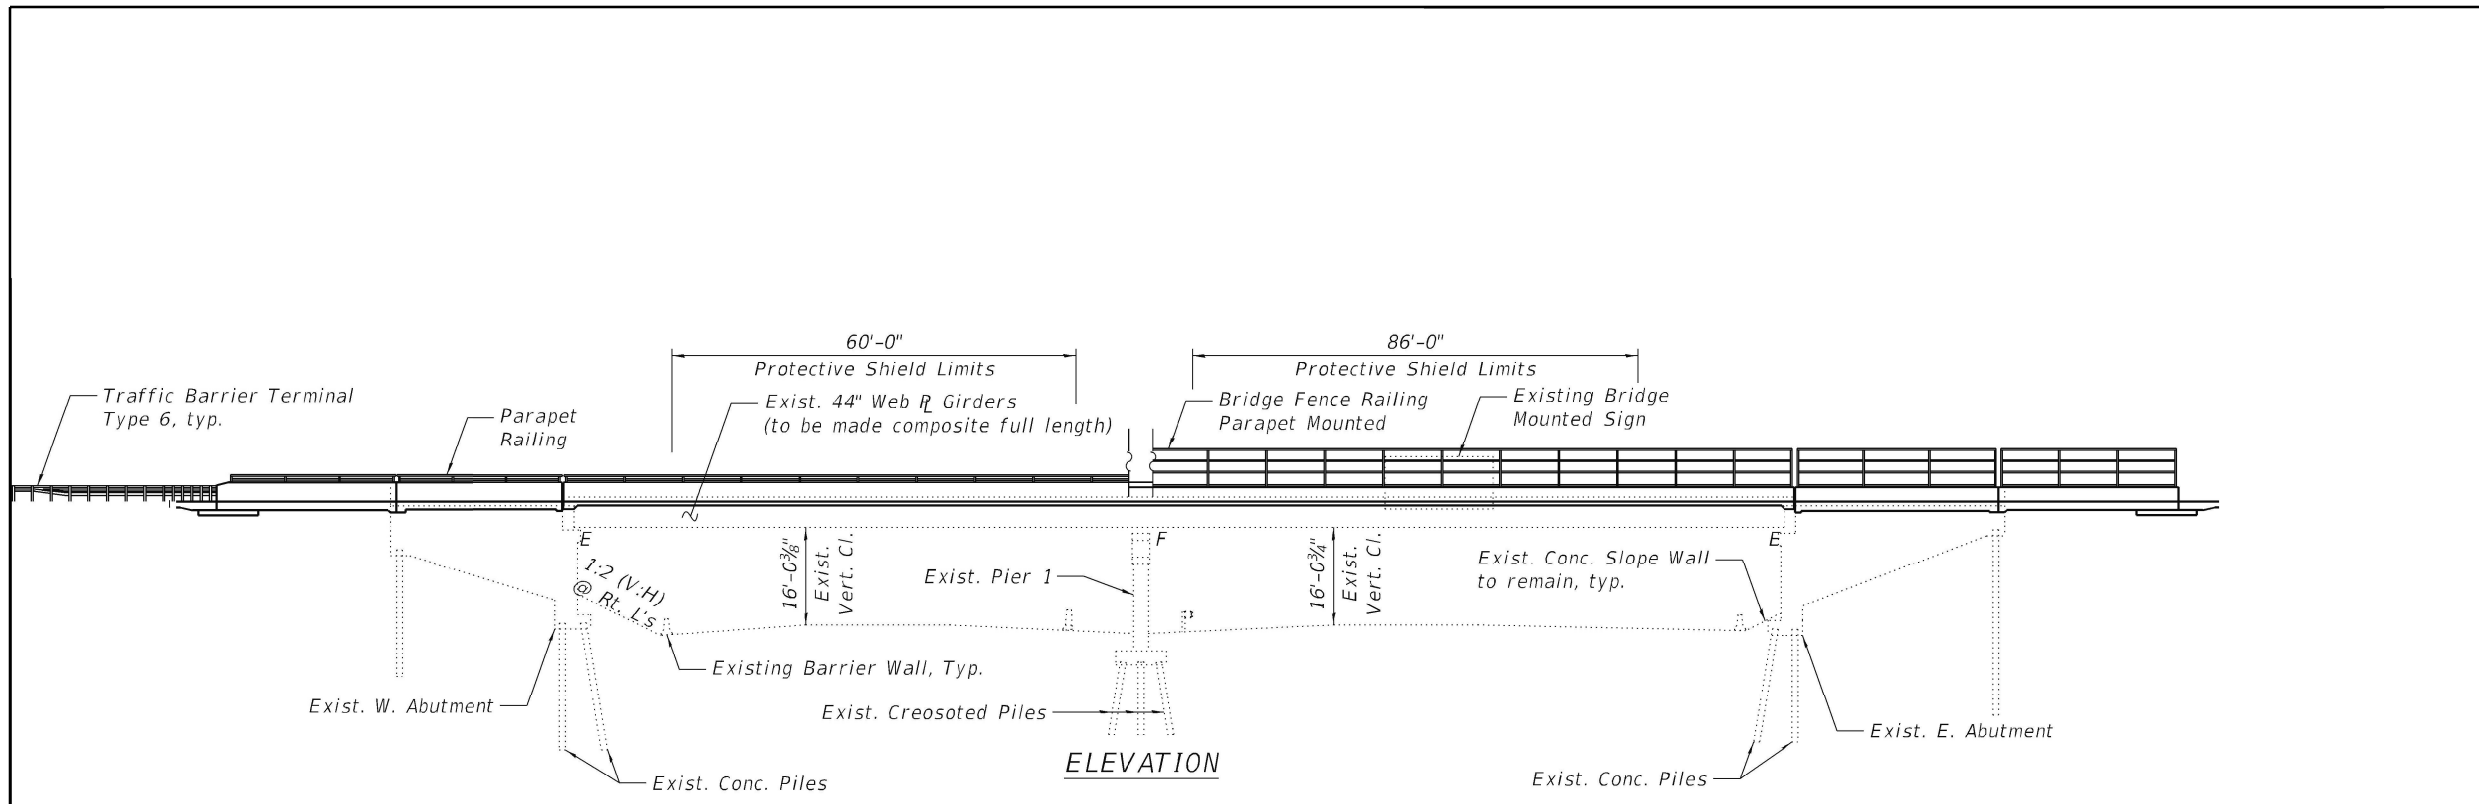 60'-0"
Protective Shield Limits
86'-0"
Protective Shield Limits
Traffic Barrier Terminal
Type 6, typ.
Parapet
Railing
Exist. 44" Web ⅊ Girders
(to be made composite full length)
Bridge Fence Railing
Parapet Mounted
Existing Bridge
Mounted Sign
E
F
E
1:2 (V:H)
@ Rt. L's
16'-0⅜"
Exist.
Vert. Cl.
Exist. Pier 1
16'-0¾"
Exist.
Vert. Cl.
Exist. Conc. Slope Wall
to remain, typ.
Existing Barrier Wall, Typ.
Exist. W. Abutment
Exist. Creosoted Piles
Exist. E. Abutment
ELEVATION
Exist. Conc. Piles
Exist. Conc. Piles